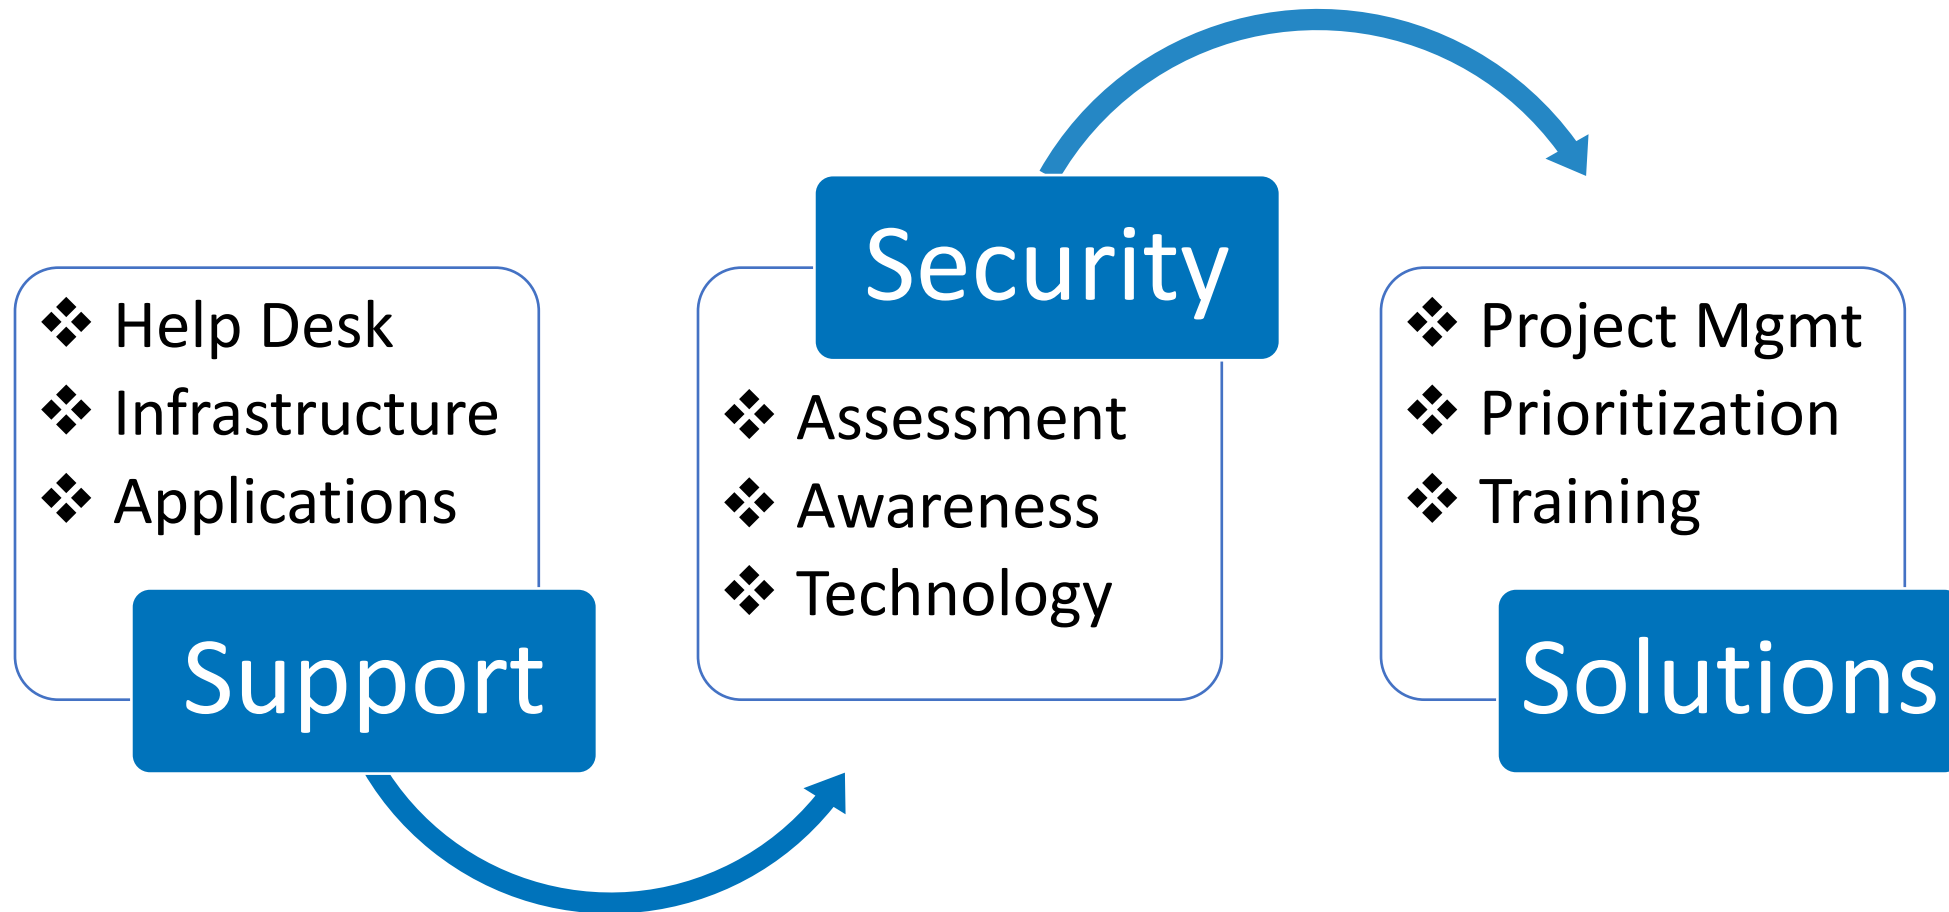 Help Desk
Infrastructure
Applications
Support
Security
Assessment
Awareness
Technology
Project Mgmt
Prioritization
Training
Solutions